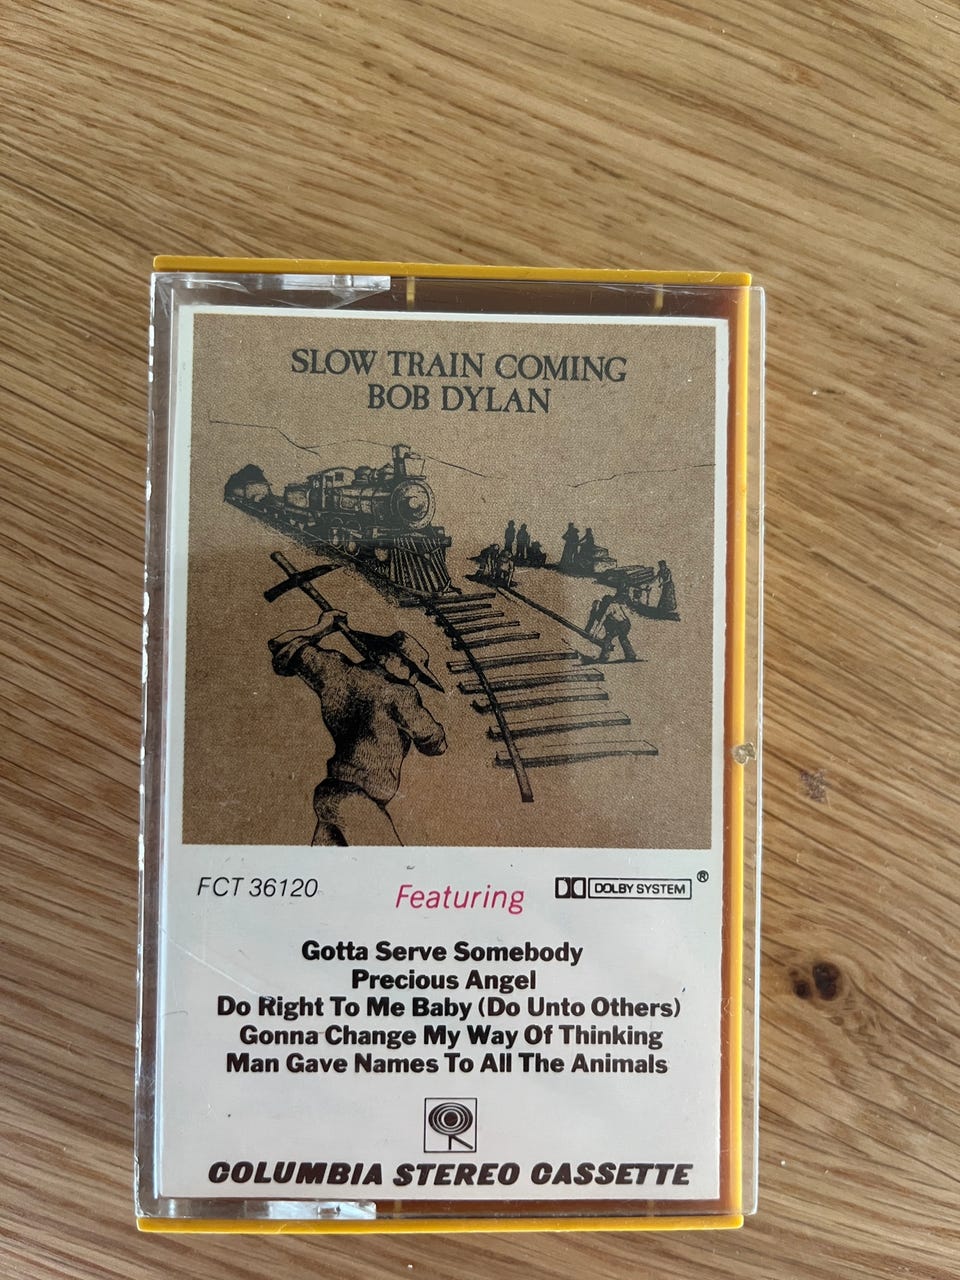 SLOW TRAIN COMING
BOB DYLAN
FCT 36120
Featuring
DOLBY SYSTEM ®
Gotta Serve Somebody
Precious Angel
Do Right To Me Baby (Do Unto Others)
Gonna Change My Way Of Thinking
Man Gave Names To All The Animals
COLUMBIA STEREO CASSETTE